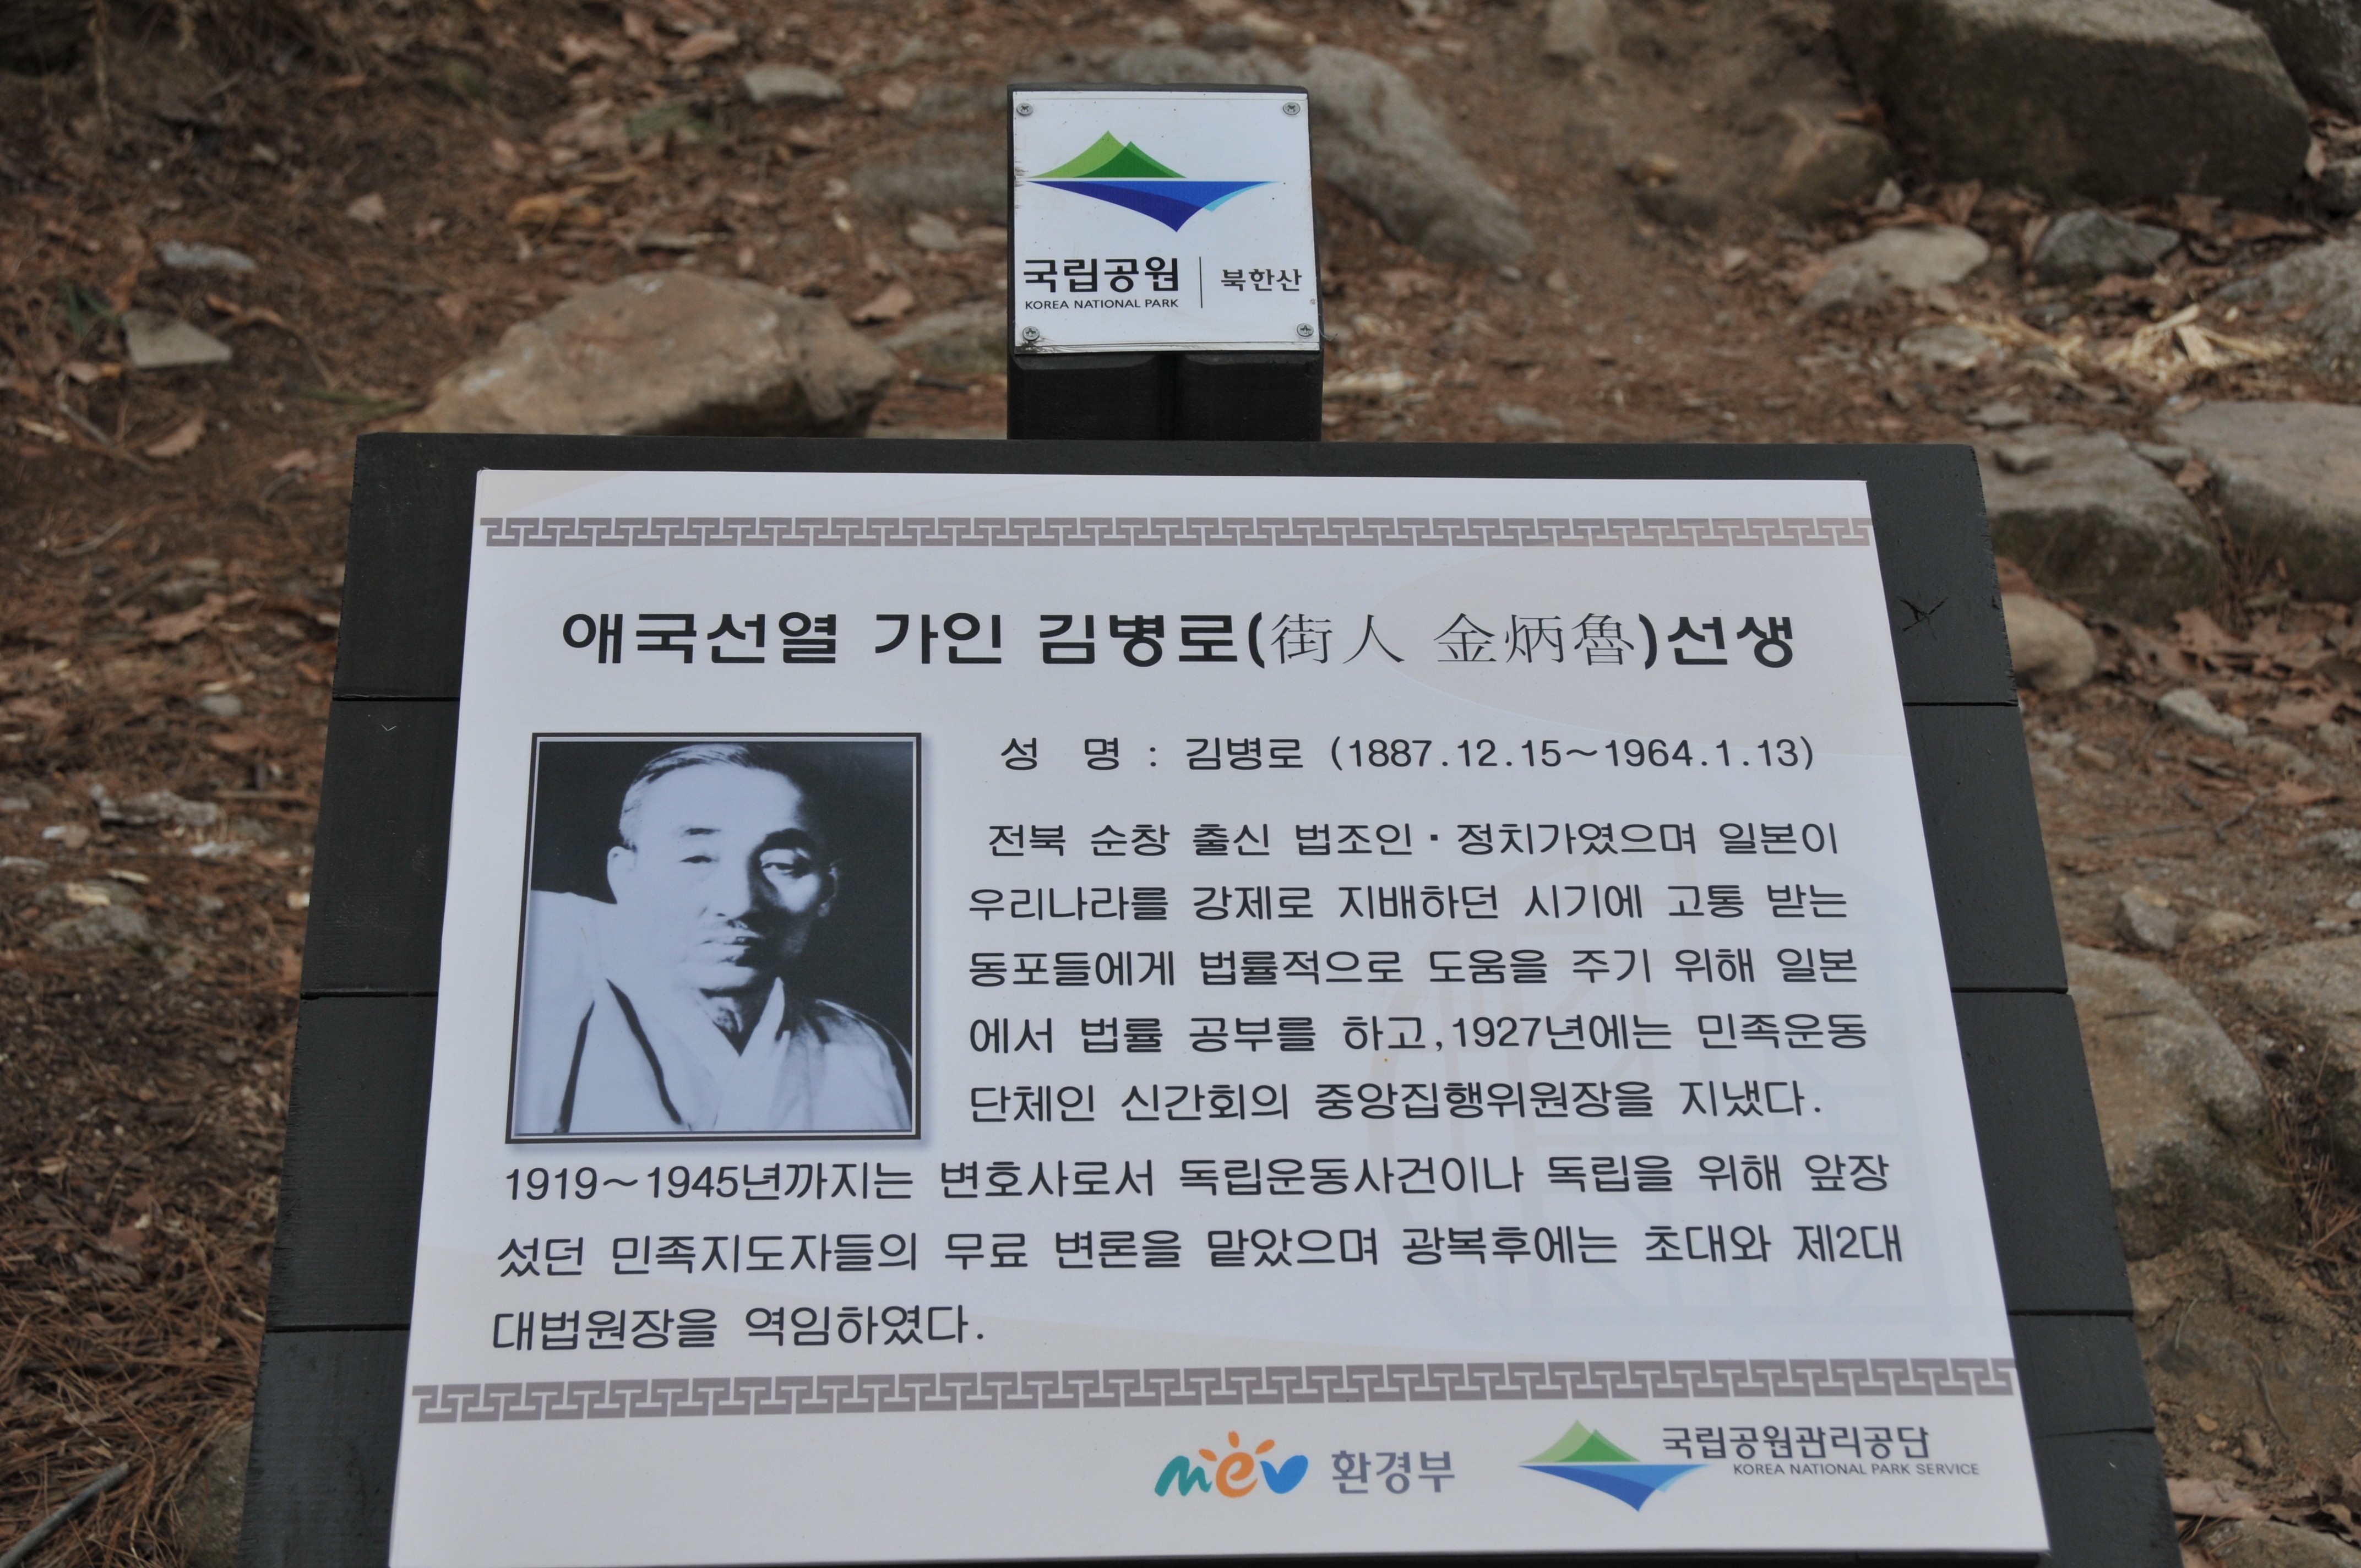 국립공원 북한산
KOREA NATIONAL PARK
애국선열 가인 김병로(街人 金炳魯)선생
성 명 : 김병로 (1887.12.15~1964.1.13)
전북 순창 출신 법조인·정치가였으며 일본이
우리나라를 강제로 지배하던 시기에 고통 받는
동포들에게 법률적으로 도움을 주기 위해 일본
에서 법률 공부를 하고,1927년에는 민족운동
단체인 신간회의 중앙집행위원장을 지냈다.
1919~1945년까지는 변호사로서 독립운동사건이나 독립을 위해 앞장
섰던 민족지도자들의 무료 변론을 맡았으며 광복후에는 초대와 제2대
대법원장을 역임하였다.
mev 환경부
국립공원관리공단
KOREA NATIONAL PARK SERVICE